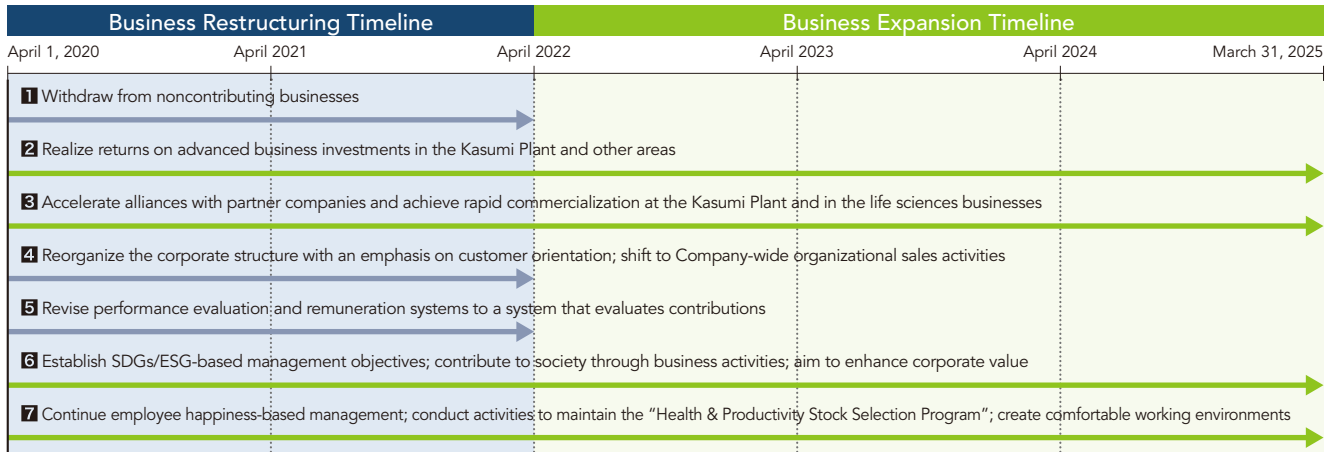 Business Restructuring Timeline
Business Expansion Timeline
April 1, 2020
April 2021
April 2022
April 2023
April 2024
March 31, 2025
1 Withdraw from noncontributing businesses
2 Realize returns on advanced business investments in the Kasumi Plant and other areas
3 Accelerate alliances with partner companies and achieve rapid commercialization at the Kasumi Plant and in the life sciences businesses
4 Reorganize the corporate structure with an emphasis on customer orientation; shift to Company-wide organizational sales activities
5 Revise performance evaluation and remuneration systems to a system that evaluates contributions
6 Establish SDGs/ESG-based management objectives; contribute to society through business activities; aim to enhance corporate value
7 Continue employee happiness-based management; conduct activities to maintain the “Health & Productivity Stock Selection Program”; create comfortable working environments